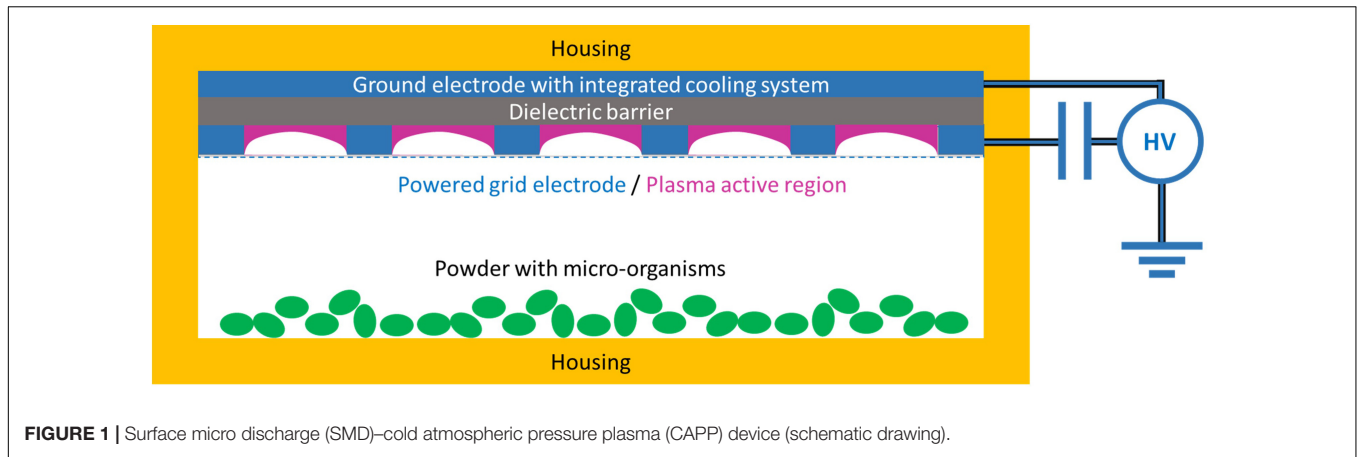 Housing
Ground electrode with integrated cooling system
Dielectric barrier
HV
Powered grid electrode / Plasma active region
Powder with micro-organisms
Housing
FIGURE 1 | Surface micro discharge (SMD)–cold atmospheric pressure plasma (CAPP) device (schematic drawing).